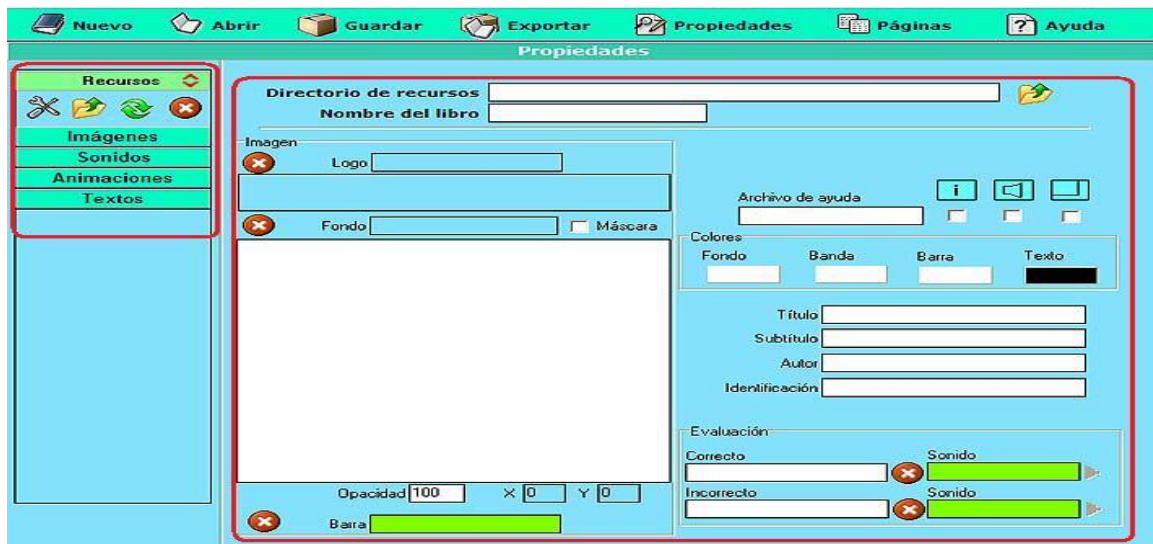 Nuevo Abrir Guardar Exportar Propiedades Páginas Ayuda
Propiedades
Recursos
Imágenes
Sonidos
Animaciones
Textos
Directorio de recursos
Nombre del libro
Imagen
Logo
Fondo Máscara
Opacidad 100 X 0 Y 0
Barra
i
Archivo de ayuda
Colores
Fondo Banda Barra Texto
Título
Subtítulo
Autor
Identificación
Evaluación
Correcto Sonido
Incorrecto Sonido